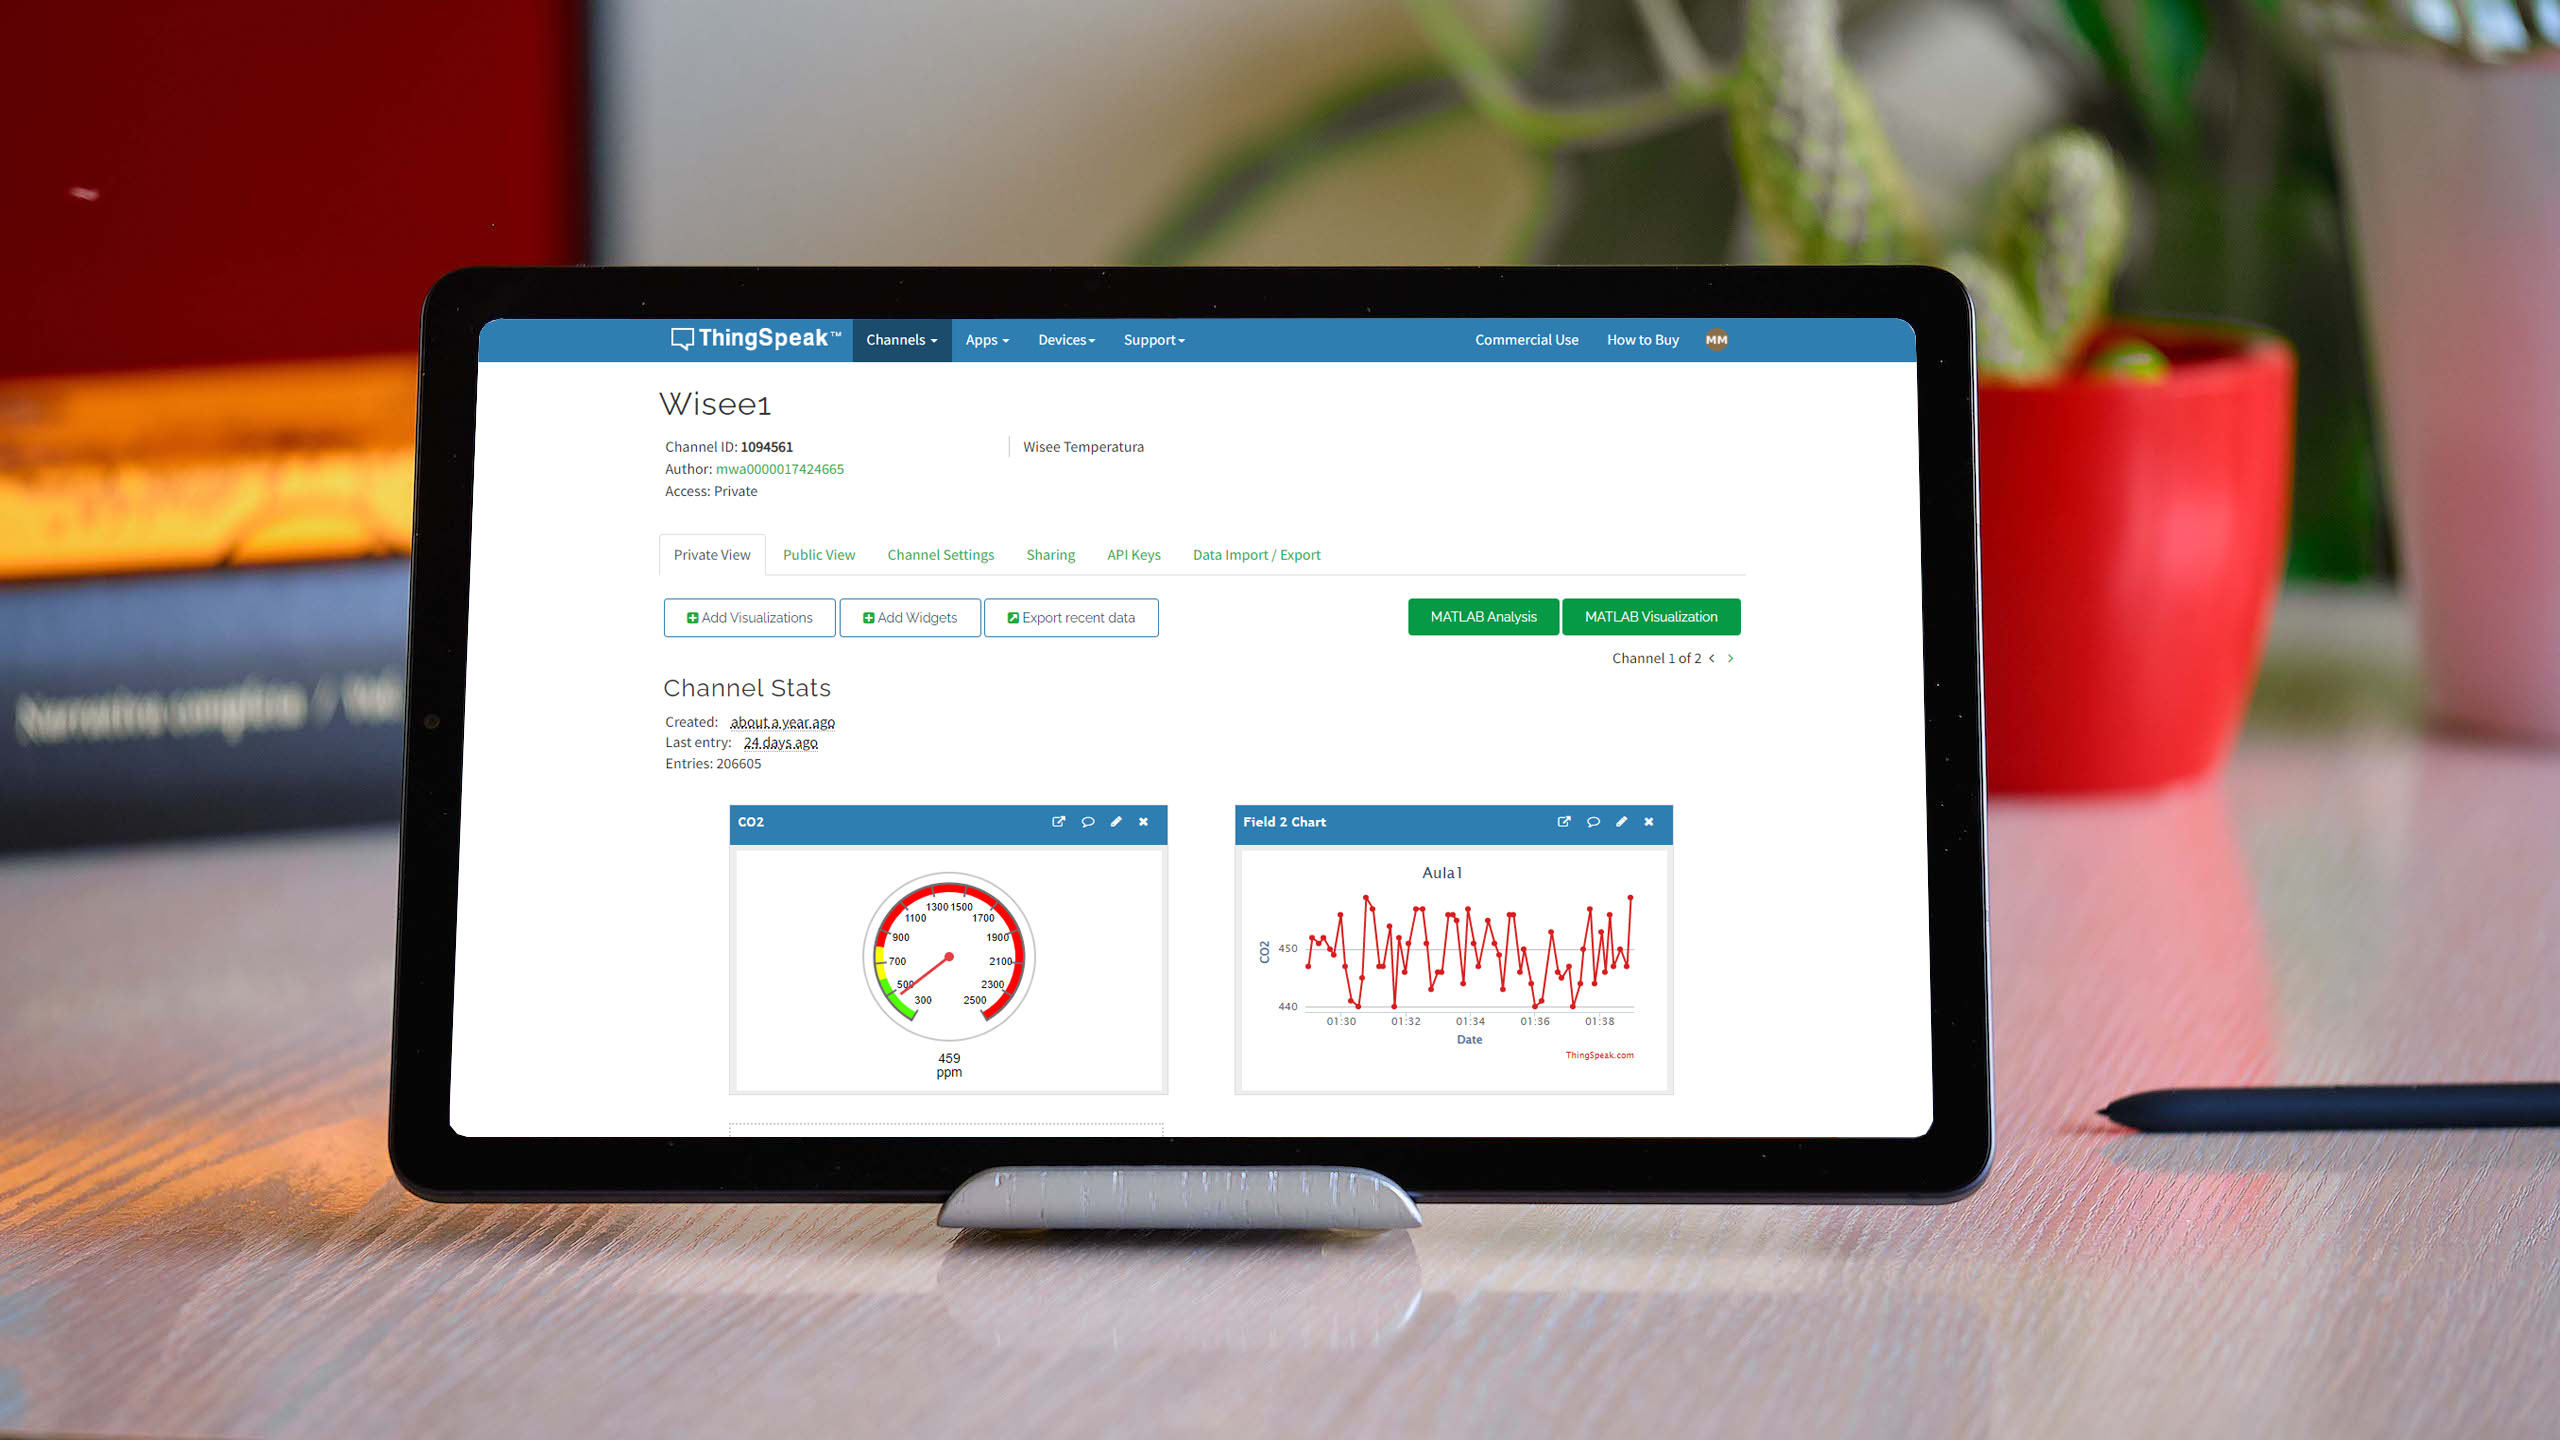 ThingSpeak™ Channels Apps Devices Support Commercial Use How to Buy MM
Wisee1
Channel ID: 1094561 Wisee Temperatura
Author: mwa0000017424665
Access: Private
Private View Public View Channel Settings Sharing API Keys Data Import / Export
Add Visualizations Add Widgets Export recent data MATLAB Analysis MATLAB Visualization
Channel 1 of 2 < >
Channel Stats
Created: about a year ago
Last entry: 24 days ago
Entries: 206605
CO2
300
500
700
900
1100
1300
1500
1700
1900
2100
2300
2500
459
ppm
Field 2 Chart
Aula1
CO2
450
440
01:30 01:32 01:34 01:36 01:38
Date
ThingSpeak.com
Narrativa completa /